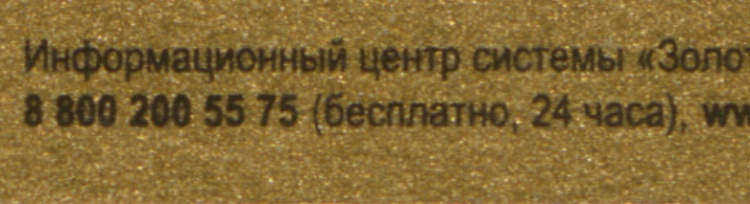 Информационный центр системы «Золо
8 800 200 55 75 (бесплатно, 24 часа), ww